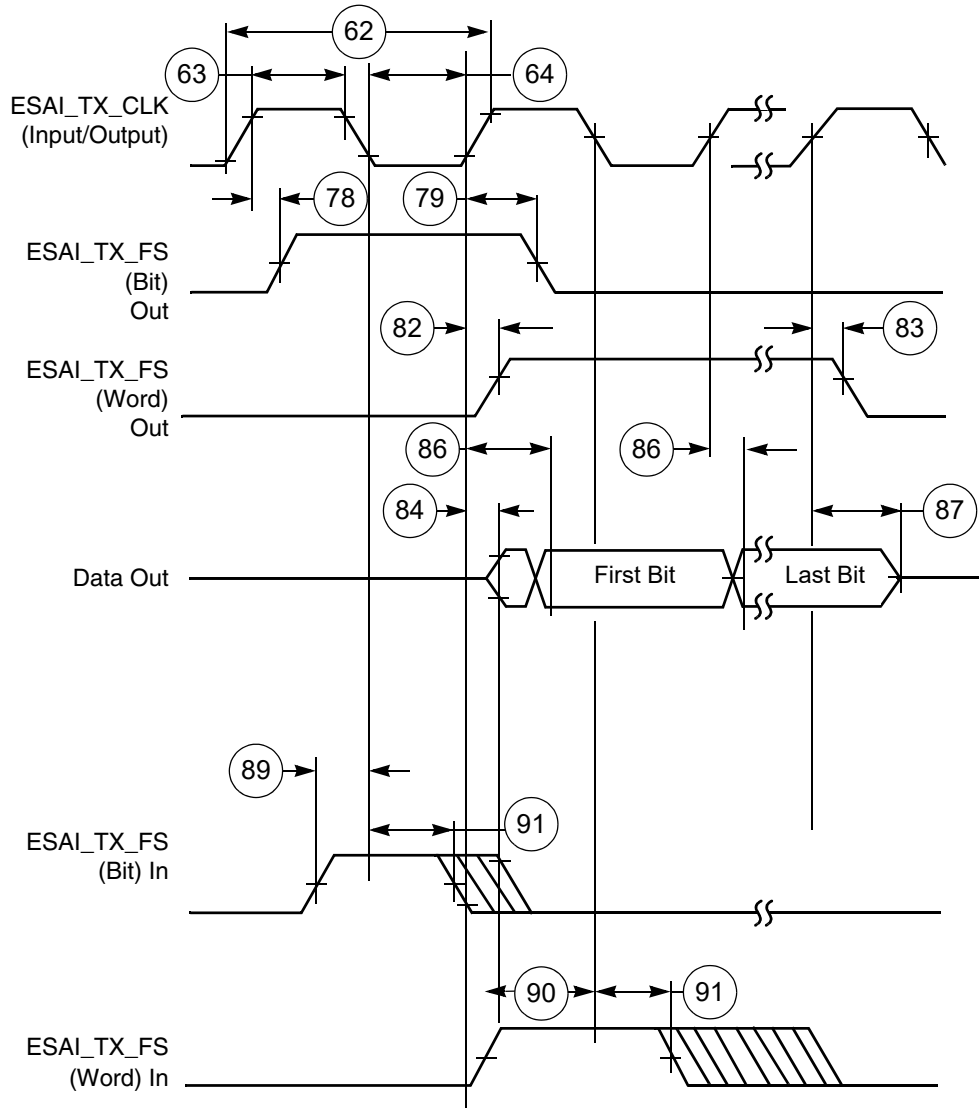 62
63
64
ESAI_TX_CLK
(Input/Output)
78
79
ESAI_TX_FS
(Bit)
Out
82
83
ESAI_TX_FS
(Word)
Out
86
86
84
87
Data Out
First Bit
Last Bit
89
91
ESAI_TX_FS
(Bit) In
90
91
ESAI_TX_FS
(Word) In